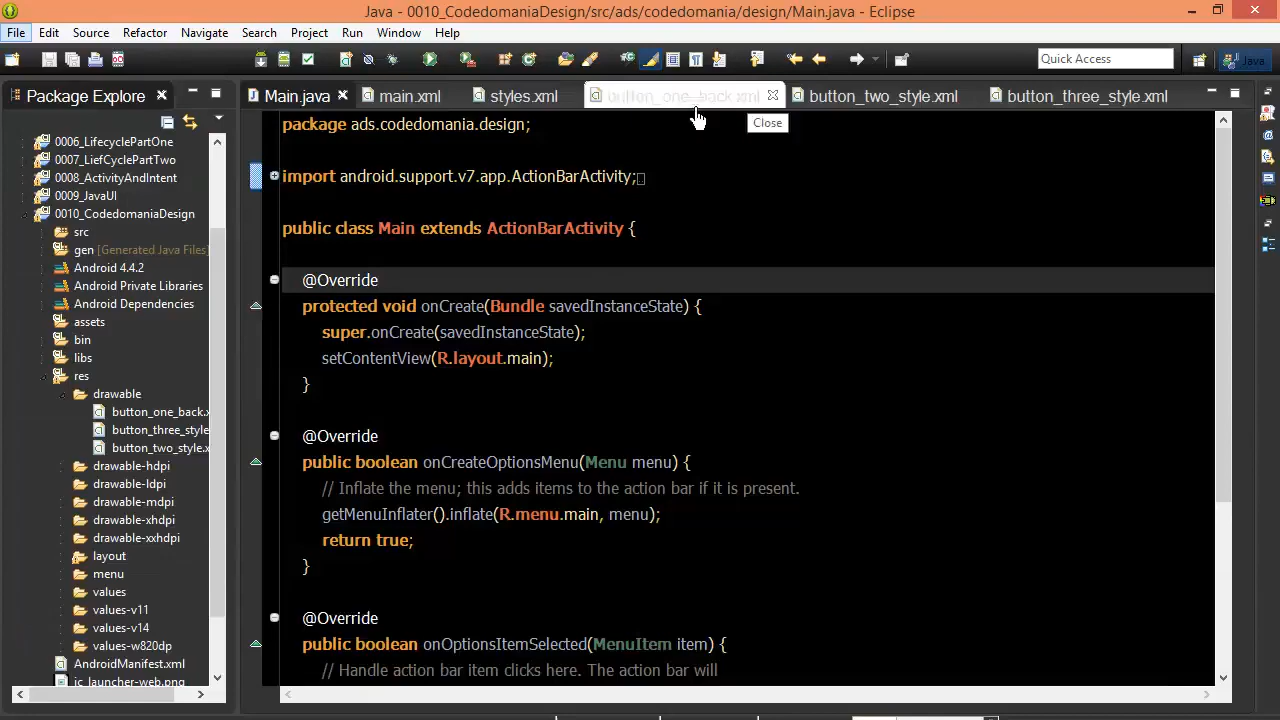 Java - 0010_CodedomaniaDesign/src/ads/codedomania/design/Main.java - Eclipse
File Edit Source Refactor Navigate Search Project Run Window Help
Quick Access
Java
Package Explore
Main.java
main.xml
styles.xml
button_one_back.xml
button_two_style.xml
button_three_style.xml
Close
0006_LifecyclePartOne
0007_LiefCyclePartTwo
0008_ActivityAndIntent
0009_JavaUI
0010_CodedomaniaDesign
src
gen [Generated Java Files]
Android 4.4.2
Android Private Libraries
Android Dependencies
assets
bin
libs
res
drawable
button_one_back.x
button_three_style
button_two_style.x
drawable-hdpi
drawable-ldpi
drawable-mdpi
drawable-xhdpi
drawable-xxhdpi
layout
menu
values
values-v11
values-v14
values-w820dp
AndroidManifest.xml
ic_launcher-web.png
package ads.codedomania.design;
import android.support.v7.app.ActionBarActivity;
public class Main extends ActionBarActivity {
@Override
protected void onCreate(Bundle savedInstanceState) {
super.onCreate(savedInstanceState);
setContentView(R.layout.main);
}
@Override
public boolean onCreateOptionsMenu(Menu menu) {
// Inflate the menu; this adds items to the action bar if it is present.
getMenuInflater().inflate(R.menu.main, menu);
return true;
}
@Override
public boolean onOptionsItemSelected(MenuItem item) {
// Handle action bar item clicks here. The action bar will